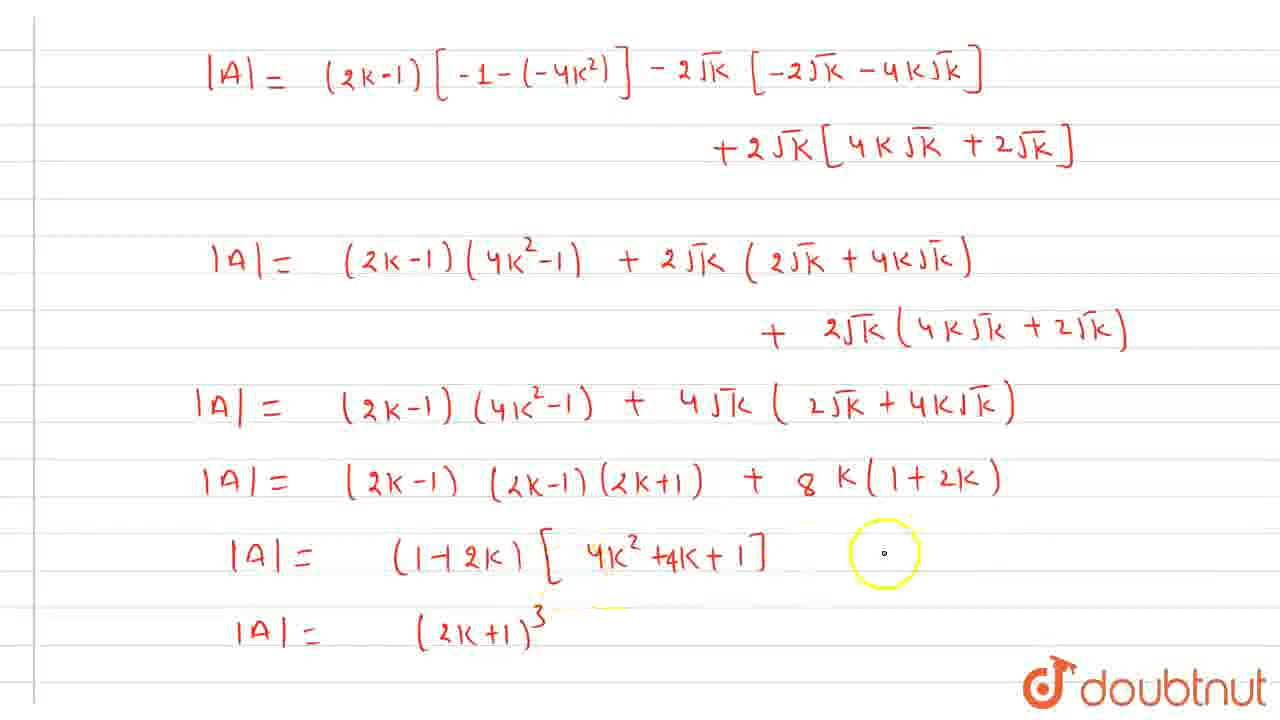 |A| = (2k-1) [-1-(-4k²)] - 2√k [-2√k - 4k√k]
+ 2√k [4k√k + 2√k]
|A| = (2k-1) (4k²-1) + 2√k (2√k + 4k√k)
+ 2√k (4k√k + 2√k)
|A| = (2k-1) (4k²-1) + 4√k (2√k + 4k√k)
|A| = (2k-1) (2k-1) (2k+1) + 8k(1+2k)
|A| = (1+2k) [4k²+4k+1]
|A| = (2k+1)³
doubtnut